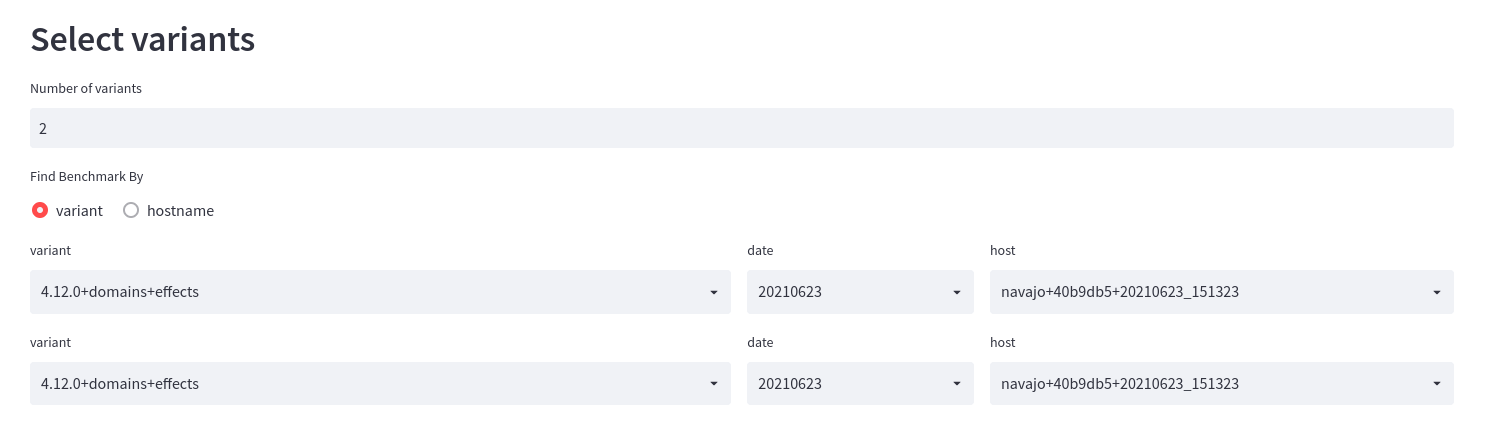 Select variants
Number of variants
2
Find Benchmark By
variant hostname
variant date host
4.12.0+domains+effects 20210623 navajo+40b9db5+20210623_151323
variant date host
4.12.0+domains+effects 20210623 navajo+40b9db5+20210623_151323